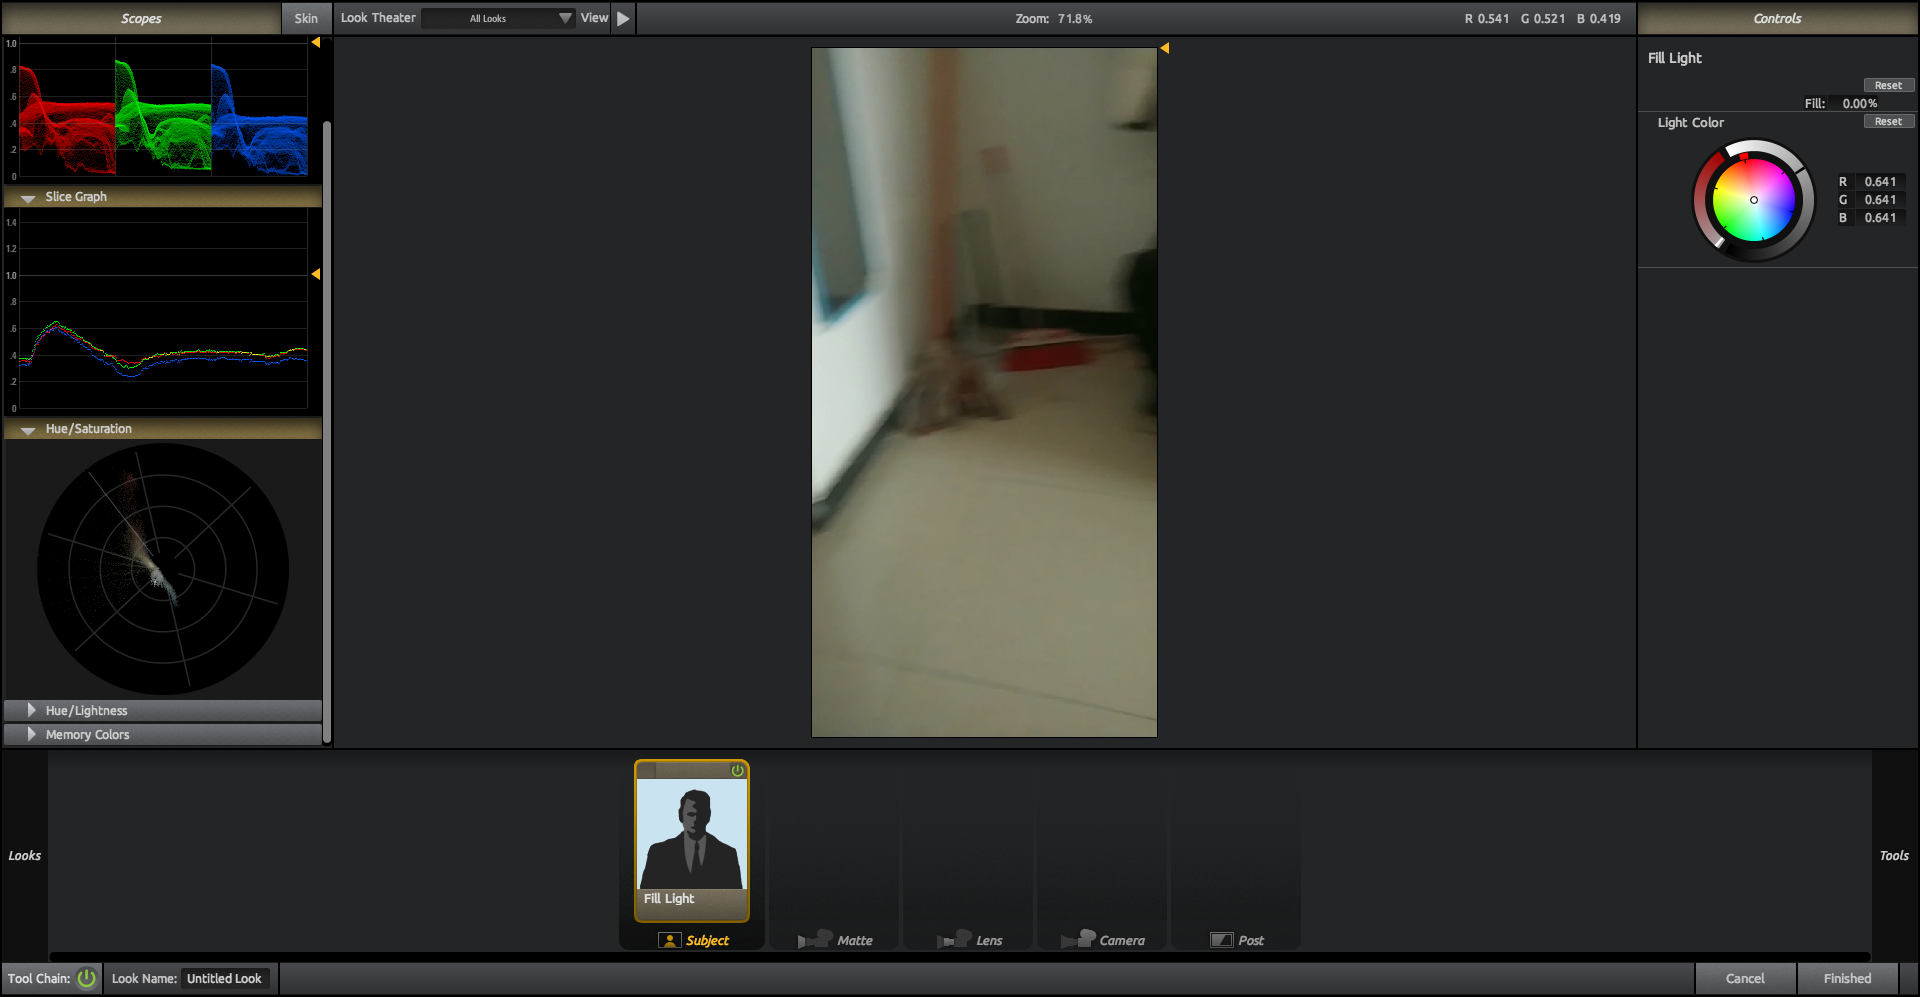 Scopes
Skin
Look Theater
All Looks
View
Zoom: 71.8%
R 0.541 G 0.521 B 0.419
Controls
1.0
.8
.6
.4
.2
0
Slice Graph
1.4
1.2
1.0
.8
.6
.4
.2
0
Hue/Saturation
Hue/Lightness
Memory Colors
Fill Light
Reset
Fill: 0.00%
Light Color
Reset
R 0.641
G 0.641
B 0.641
Looks
Fill Light
Subject
Matte
Lens
Camera
Post
Tools
Tool Chain:
Look Name: Untitled Look
Cancel
Finished